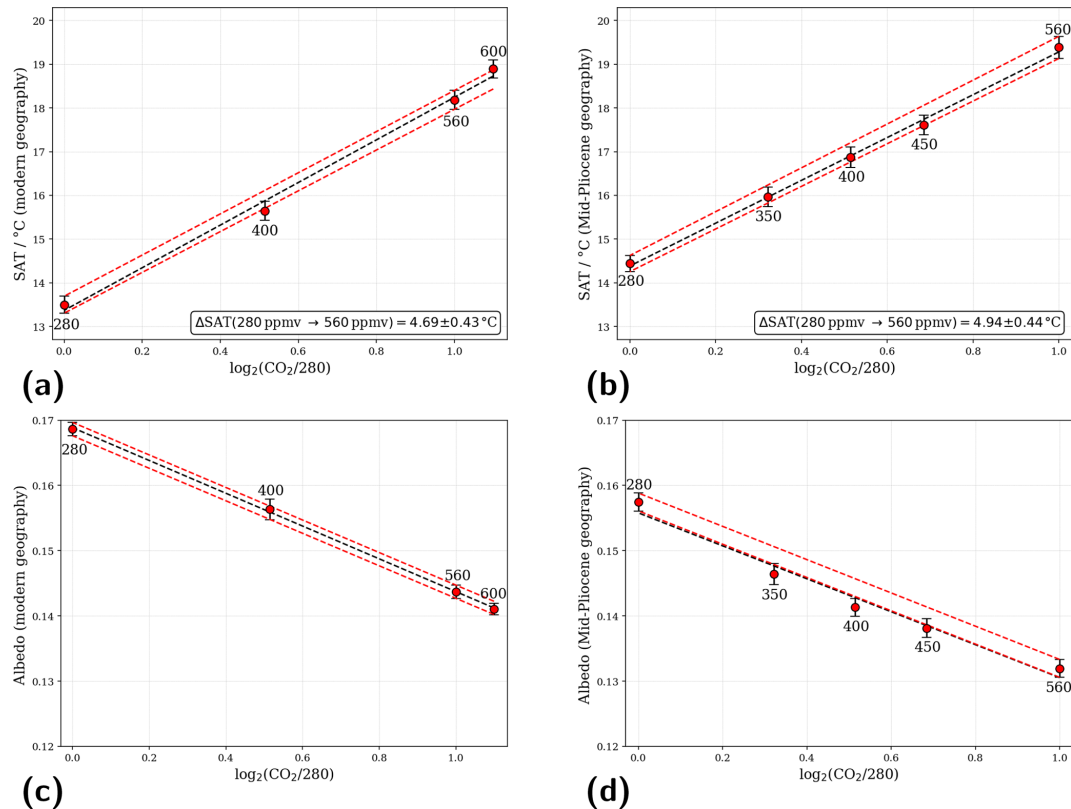 20
19
18
17
16
15
14
13
SAT / °C (modern geography)
600
560
400
280
ΔSAT(280 ppmv → 560 ppmv) = 4.69±0.43 °C
0.0 0.2 0.4 0.6 0.8 1.0
log₂(CO₂/280)
(a)
20
19
18
17
16
15
14
13
SAT / °C (Mid-Pliocene geography)
560
450
400
350
280
ΔSAT(280 ppmv → 560 ppmv) = 4.94±0.44 °C
0.0 0.2 0.4 0.6 0.8 1.0
log₂(CO₂/280)
(b)
0.17
0.16
0.15
0.14
0.13
0.12
Albedo (modern geography)
280
400
560
600
0.0 0.2 0.4 0.6 0.8 1.0
log₂(CO₂/280)
(c)
0.17
0.16
0.15
0.14
0.13
0.12
Albedo (Mid-Pliocene geography)
280
350
400
450
560
0.0 0.2 0.4 0.6 0.8 1.0
log₂(CO₂/280)
(d)